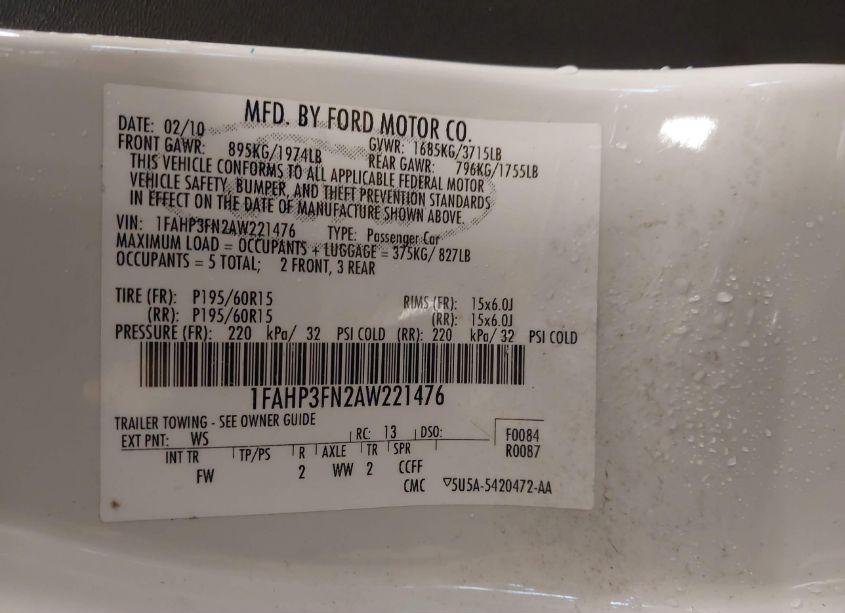 MFD. BY FORD MOTOR CO.
DATE: 02/10 GVWR: 1685KG/3715LB
FRONT GAWR: 895KG/1974LB REAR GAWR: 796KG/1755LB
THIS VEHICLE CONFORMS TO ALL APPLICABLE FEDERAL MOTOR
VEHICLE SAFETY, BUMPER, AND THEFT PREVENTION STANDARDS
IN EFFECT ON THE DATE OF MANUFACTURE SHOWN ABOVE.
VIN: 1FAHP3FN2AW221476 TYPE: Passenger Car
MAXIMUM LOAD = OCCUPANTS + LUGGAGE = 375KG/ 827LB
OCCUPANTS = 5 TOTAL; 2 FRONT, 3 REAR
TIRE (FR): P195/60R15 RIMS (FR): 15x6.0J
(RR): P195/60R15 (RR): 15x6.0J
PRESSURE (FR): 220 kPa/ 32 PSI COLD (RR): 220 kPa/ 32 PSI COLD
1FAHP3FN2AW221476
TRAILER TOWING - SEE OWNER GUIDE
EXT PNT: WS RC: 13 DSO: F0084
R0087
INT TR TP/PS R AXLE TR SPR
FW 2 WW 2 CCFF
CMC ▽5U5A-5420472-AA